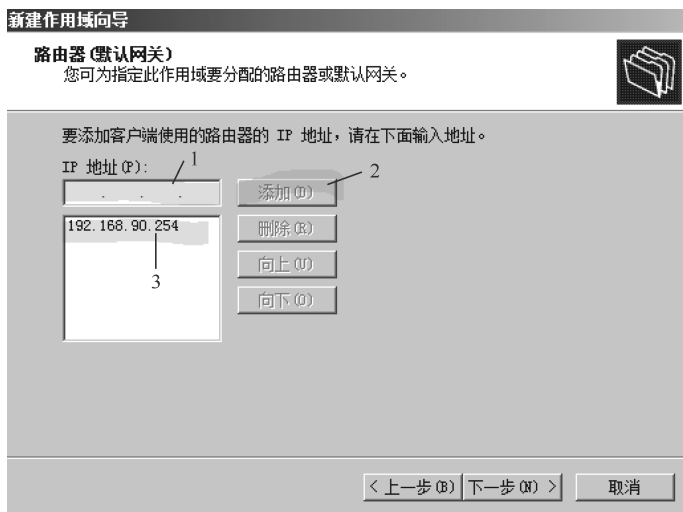 新建作用域向导
路由器(默认网关)
您可为指定此作用域要分配的路由器或默认网关。
要添加客户端使用的路由器的 IP 地址，请在下面输入地址。
IP 地址(P):
1
2
. . .
添加(D)
192.168.90.254
删除(R)
3
向上(U)
向下(O)
< 上一步(B)
下一步(N) >
取消